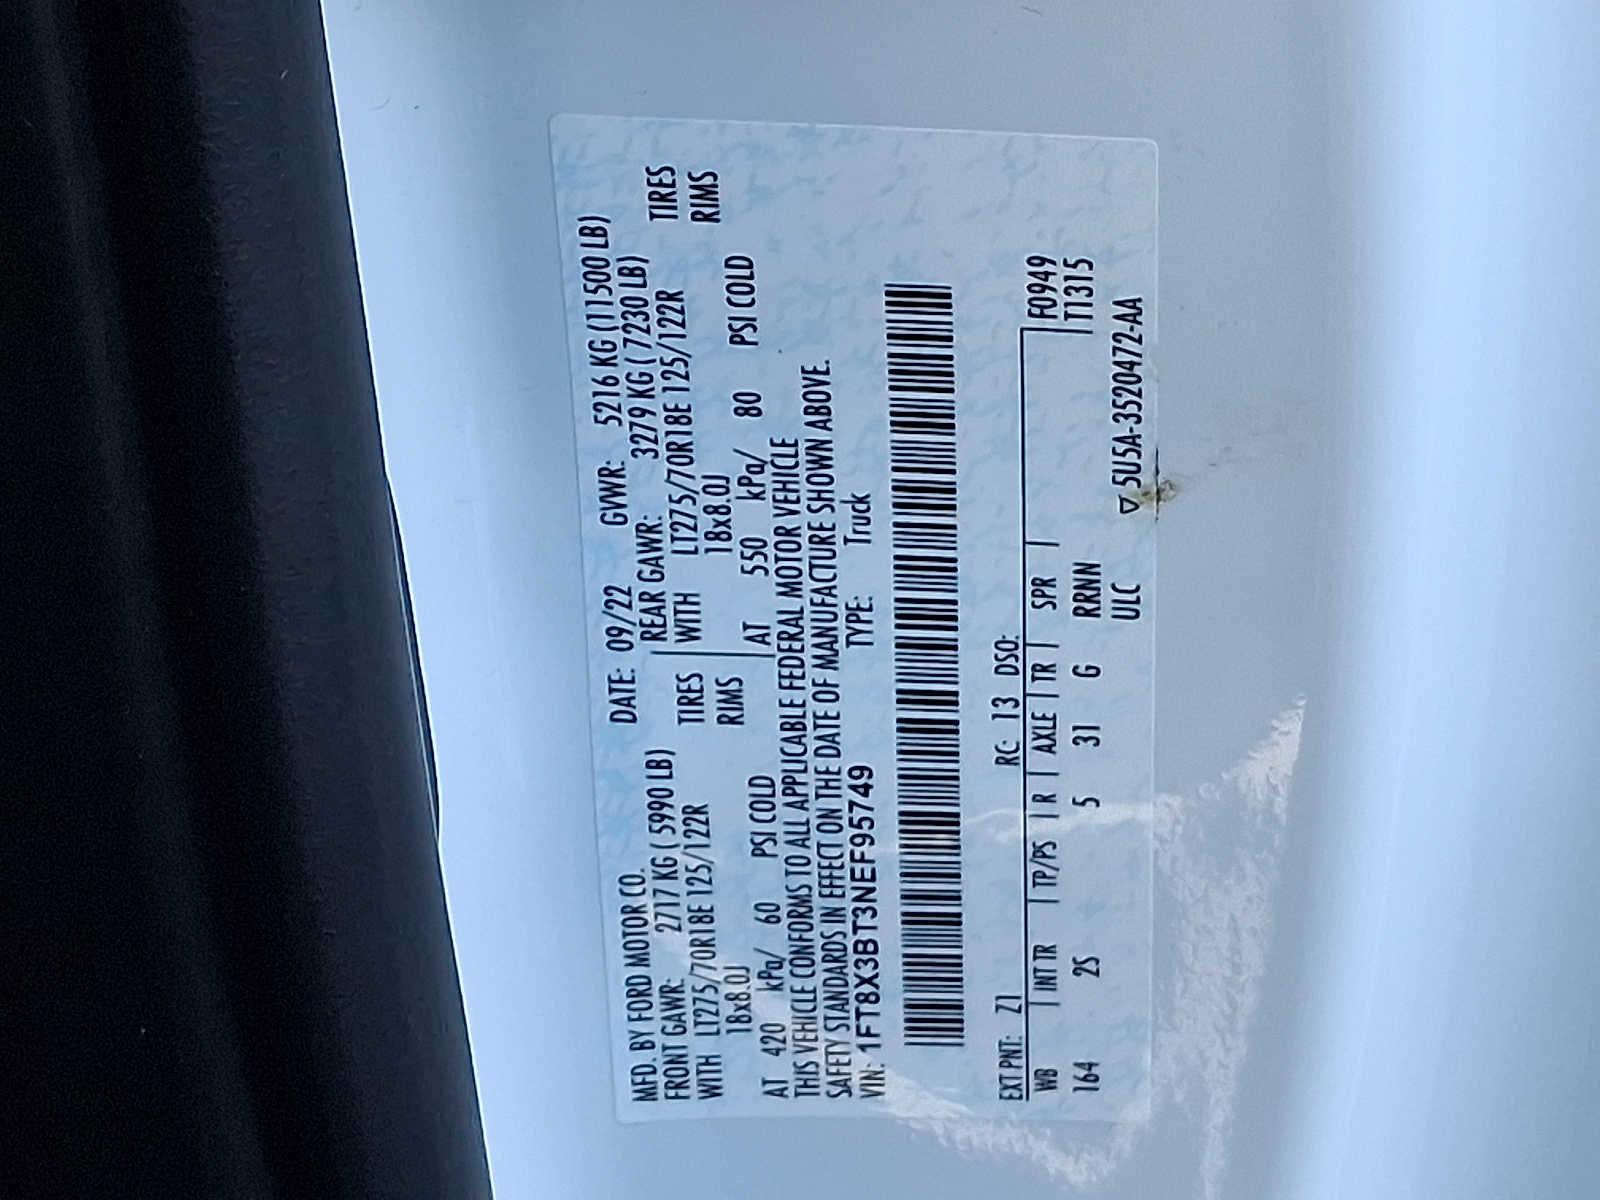 MFD. BY FORD MOTOR CO. DATE: 09/22 GVWR: 5216 KG (11500 LB)
FRONT GAWR: 2717 KG ( 5990 LB) REAR GAWR: 3279 KG ( 7230 LB)
WITH LT275/70R18E 125/122R TIRES WITH LT275/70R18E 125/122R TIRES
18x8.0J RIMS 18x8.0J RIMS
AT 420 kPa/ 60 PSI COLD AT 550 kPa/ 80 PSI COLD
THIS VEHICLE CONFORMS TO ALL APPLICABLE FEDERAL MOTOR VEHICLE
SAFETY STANDARDS IN EFFECT ON THE DATE OF MANUFACTURE SHOWN ABOVE.
VIN: 1FT8X3BT3NEF95749 TYPE: Truck
EXT PNT: Z1 RC: 13 DSO:
WB | INT TR | TP/PS | R | AXLE | TR | SPR | F0949
164 2S 5 31 G RRNN T1315
ULC ▽ 5U5A-3520472-AA